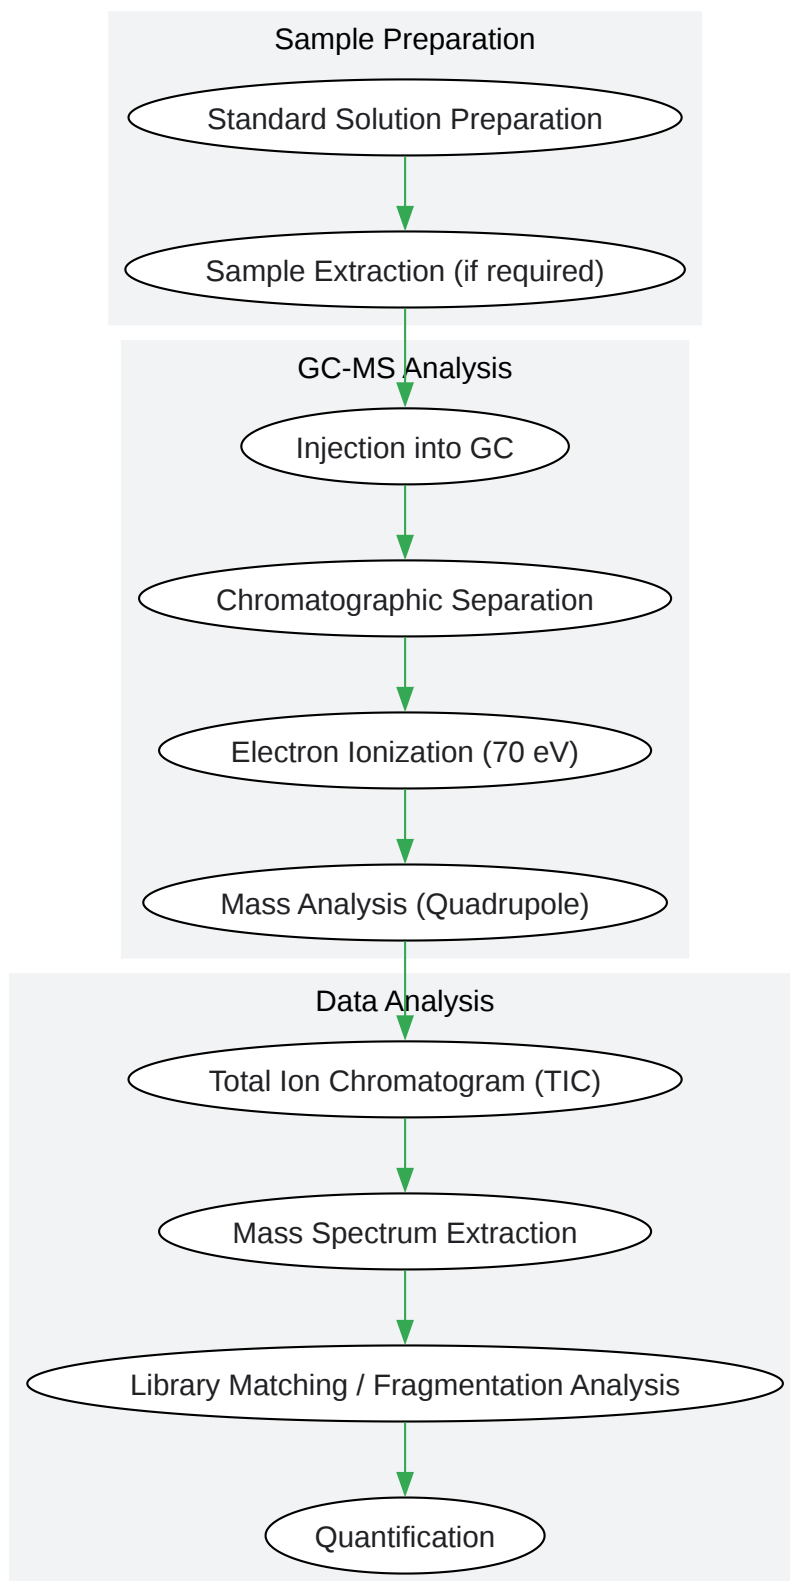 Sample Preparation
Standard Solution Preparation
Sample Extraction (if required)
GC-MS Analysis
Injection into GC
Chromatographic Separation
Electron Ionization (70 eV)
Mass Analysis (Quadrupole)
Data Analysis
Total Ion Chromatogram (TIC)
Mass Spectrum Extraction
Library Matching / Fragmentation Analysis
Quantification